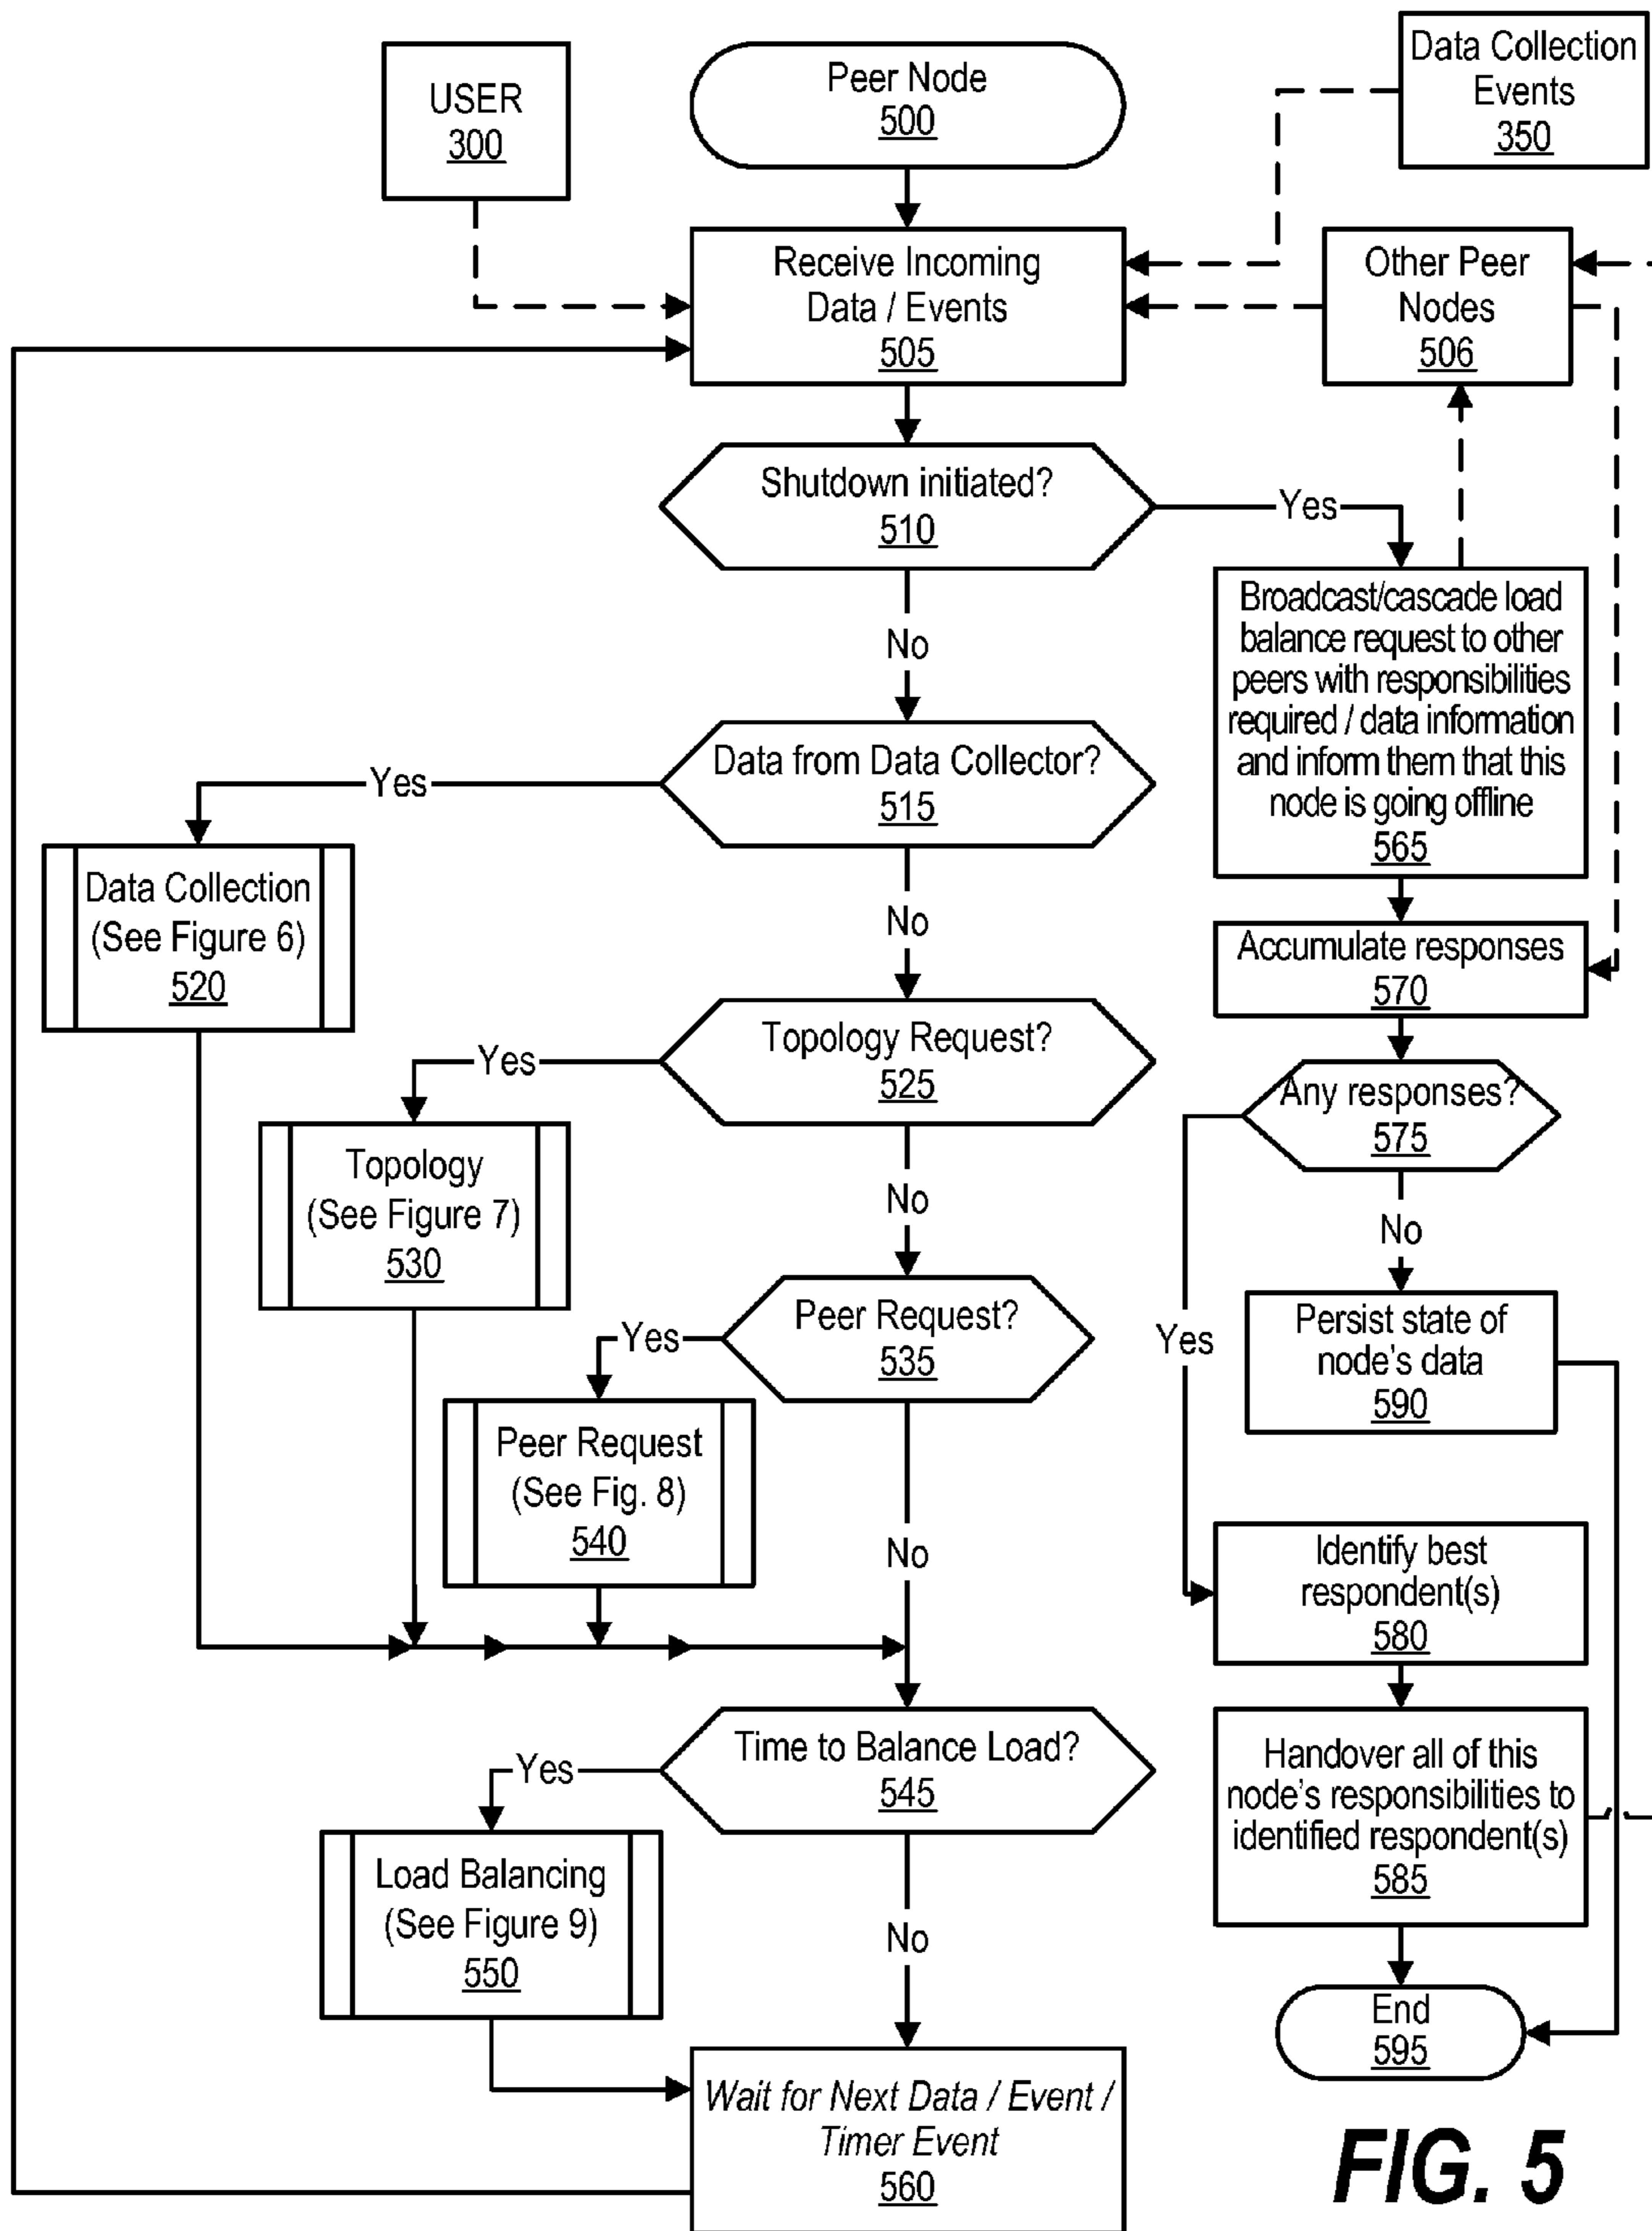 USER
300
Peer Node
500
Data Collection
Events
350
Receive Incoming
Data / Events
505
Other Peer
Nodes
506
Shutdown initiated?
510
Yes
No
Broadcast/cascade load
balance request to other
peers with responsibilities
required / data information
and inform them that this
node is going offline
565
Data from Data Collector?
515
Yes
No
Data Collection
(See Figure 6)
520
Accumulate responses
570
Topology Request?
525
Yes
No
Topology
(See Figure 7)
530
Any responses?
575
No
Yes
Peer Request?
535
Yes
No
Persist state of
node's data
590
Peer Request
(See Fig. 8)
540
Identify best
respondent(s)
580
Time to Balance Load?
545
Yes
No
Handover all of this
node's responsibilities to
identified respondent(s)
585
Load Balancing
(See Figure 9)
550
End
595
Wait for Next Data / Event /
Timer Event
560
FIG. 5